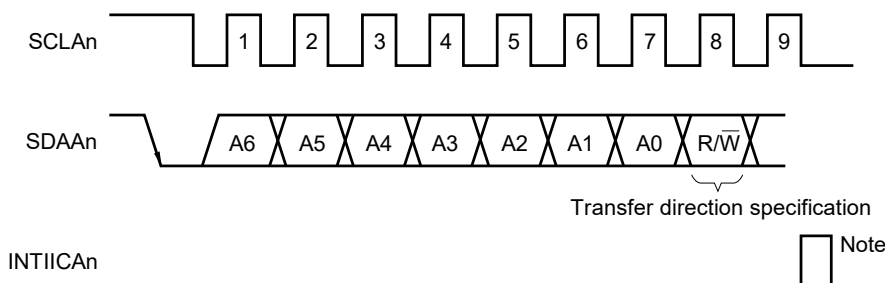 SCLAn 1 2 3 4 5 6 7 8 9
SDAAn A6 A5 A4 A3 A2 A1 A0 R/W̅
Transfer direction specification
INTIICAn Note